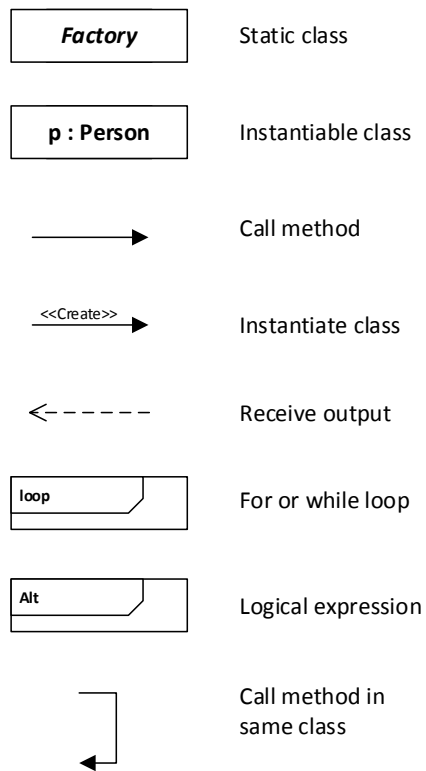 Factory
Static class
p : Person
Instantiable class
Call method
<<Create>>
Instantiate class
Receive output
loop
For or while loop
Alt
Logical expression
Call method in
same class